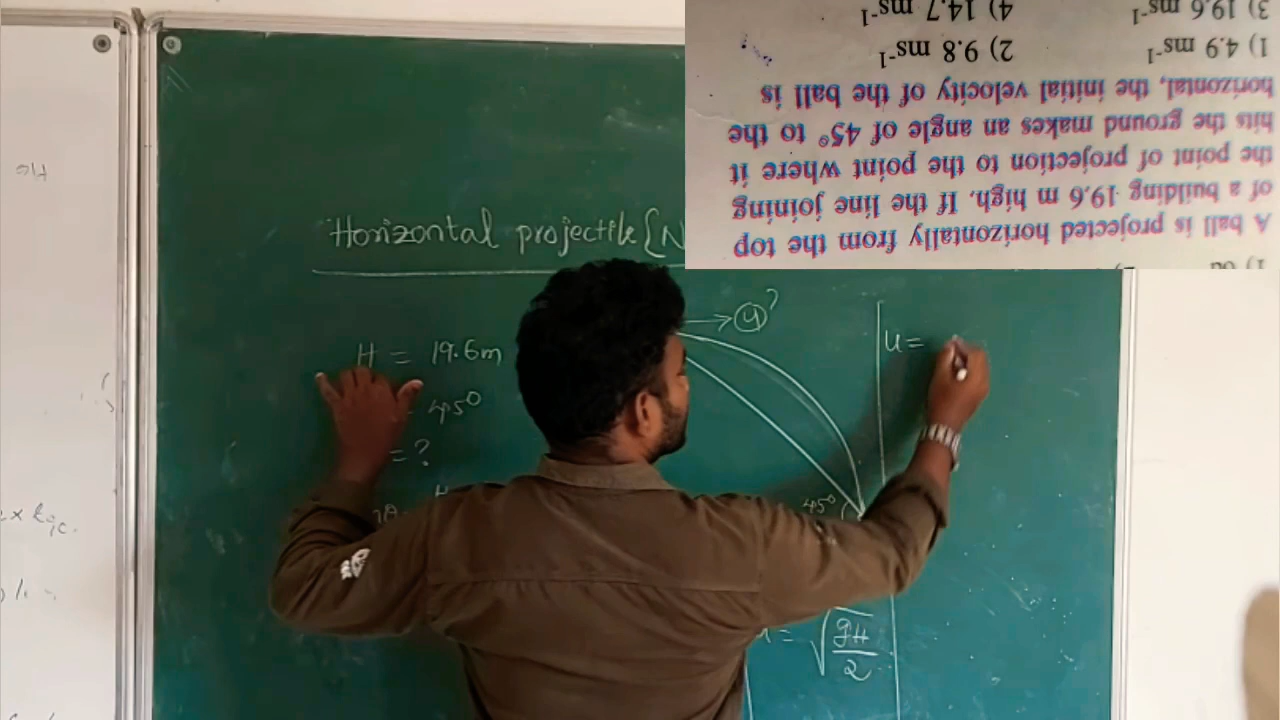 1) 0u
A ball is projected horizontally from the top
of a building 19.6 m high. If the line joining
the point of projection to the point where it
hits the ground makes an angle of 45° to the
horizontal, the initial velocity of the ball is
1) 4.9 ms⁻¹ 2) 9.8 ms⁻¹
3) 19.6 ms⁻¹ 4) 14.7 ms⁻¹
Horizontal projectile {N
H = 19.6m
45°
= ?
H
→ u ?
45°
u =
= √(gH/2)